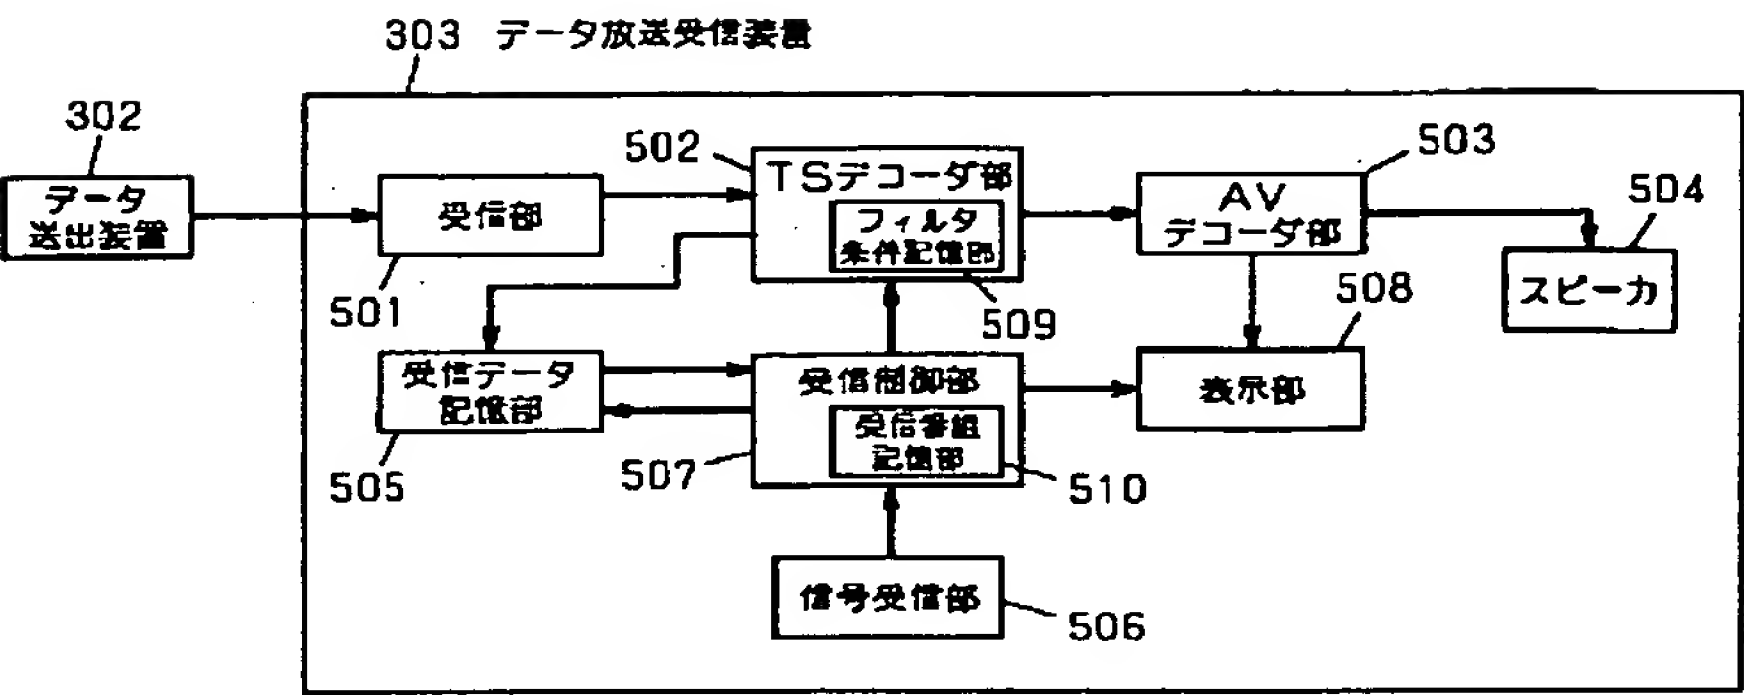 303 データ放送受信装置
302
データ
送出装置
501
受信部
502
TSデコーダ部
フィルタ
条件記憶部
509
503
AV
デコーダ部
504
スピーカ
508
表示部
受信データ
記憶部
505
受信制御部
受信番組
記憶部
507
510
信号受信部
506